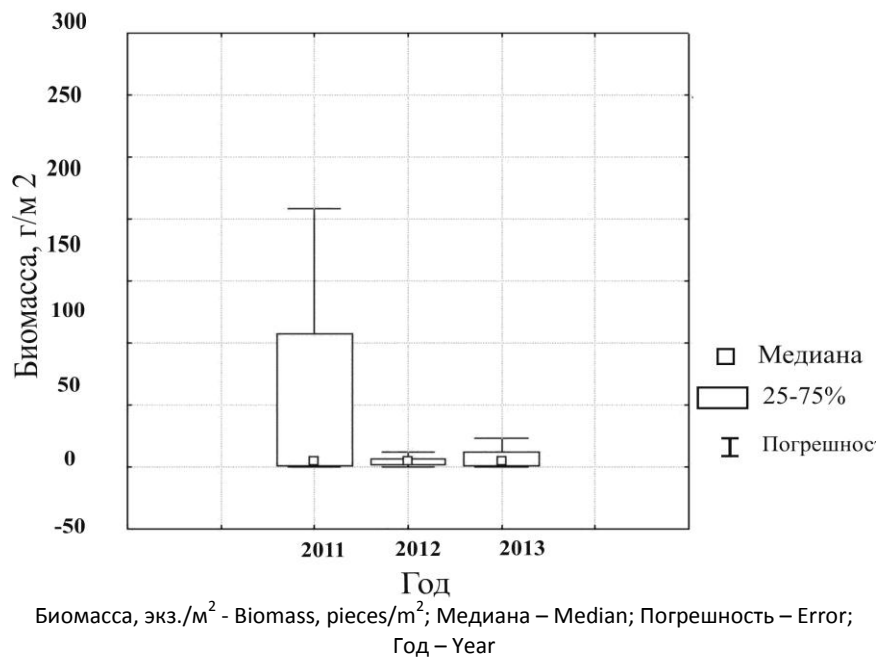 300
250
200
150
100
50
0
-50
Биомасса, г/м 2
2011 2012 2013
Год
Медиана
25-75%
Погрешност
Биомасса, экз./м² - Biomass, pieces/m²; Медиана – Median; Погрешность – Error;
Год – Year